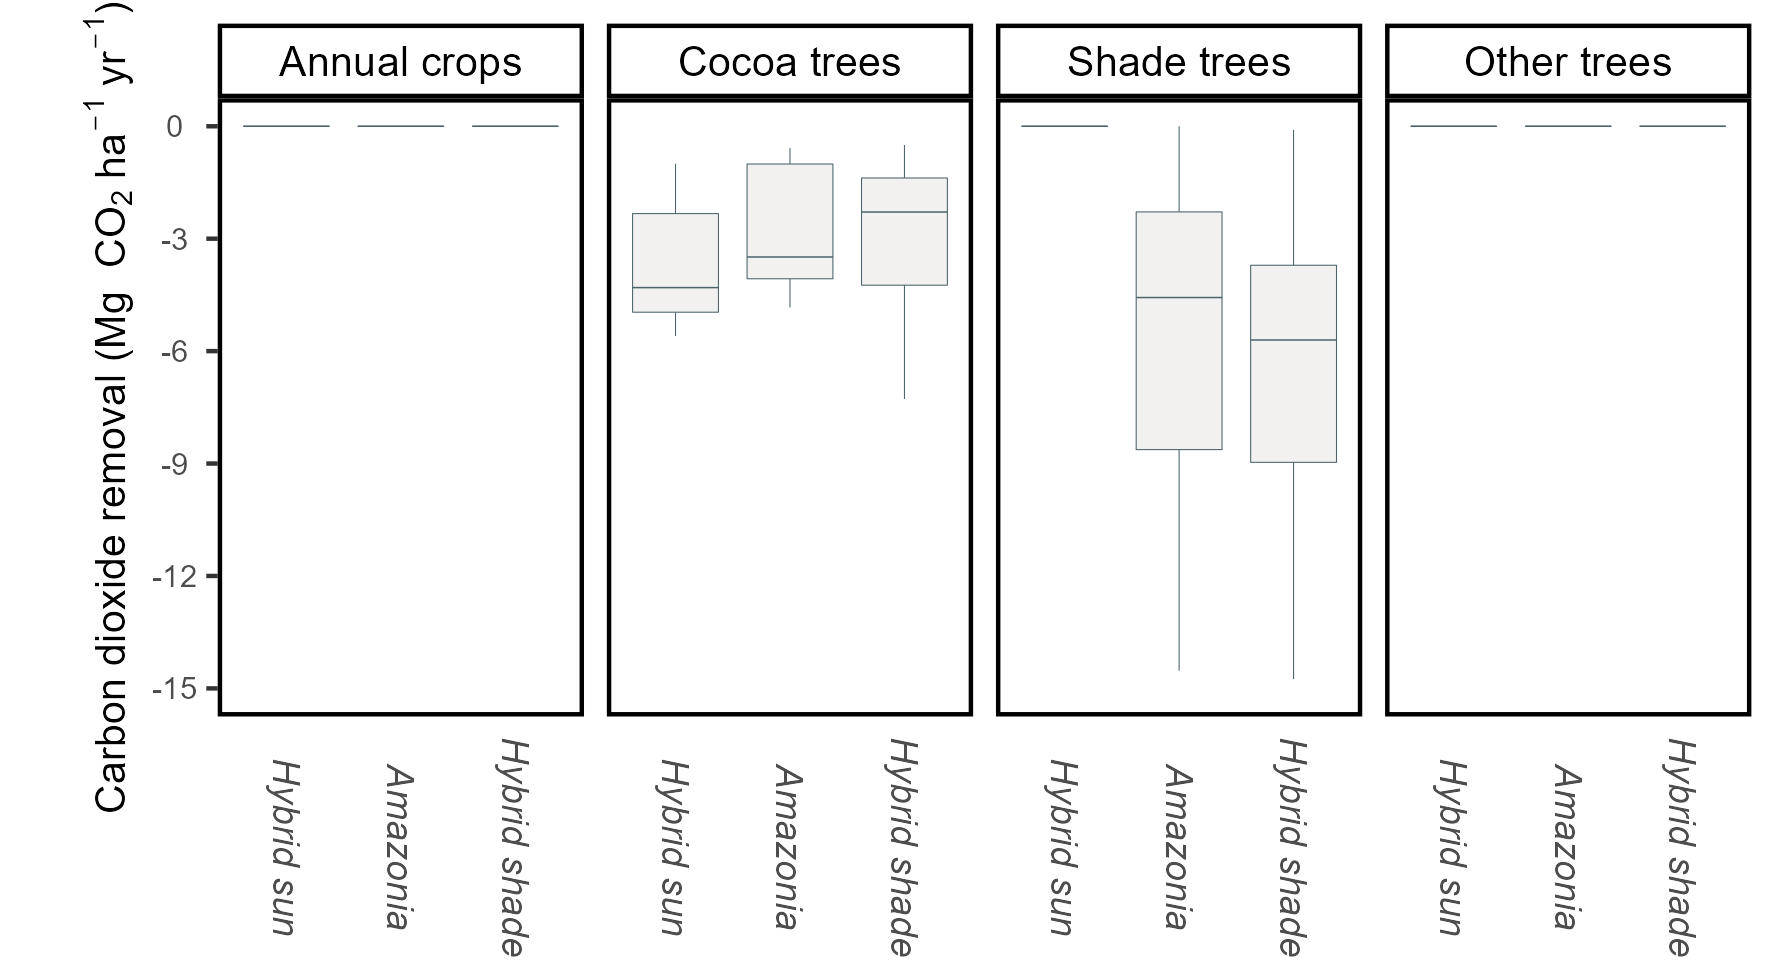 Annual crops
Cocoa trees
Shade trees
Other trees
Carbon dioxide removal (Mg CO₂ ha⁻¹ yr⁻¹)
0
-3
-6
-9
-12
-15
Hybrid sun
Amazonia
Hybrid shade
Hybrid sun
Amazonia
Hybrid shade
Hybrid sun
Amazonia
Hybrid shade
Hybrid sun
Amazonia
Hybrid shade